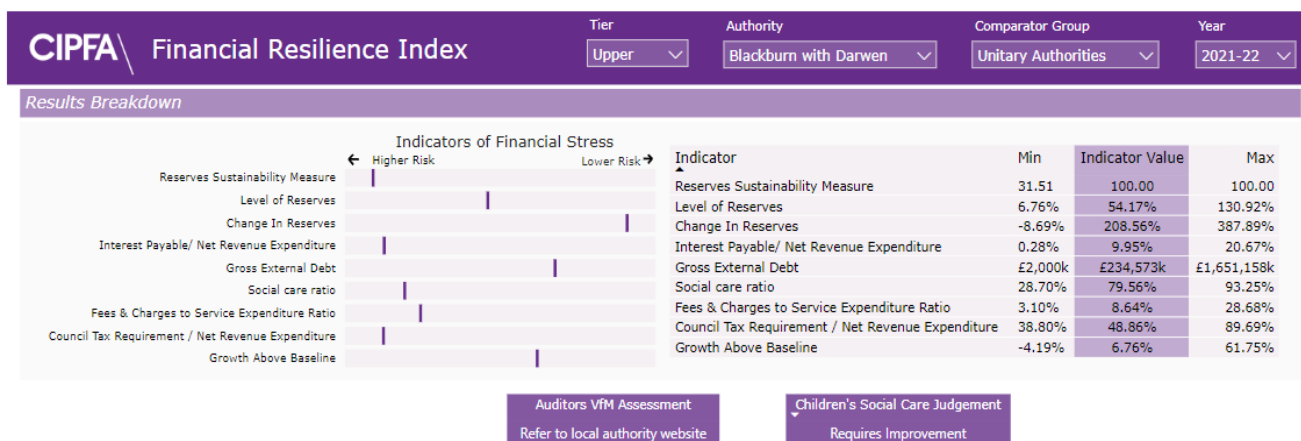 CIPFA\ Financial Resilience Index
Tier
Upper
Authority
Blackburn with Darwen
Comparator Group
Unitary Authorities
Year
2021-22
Results Breakdown
Indicators of Financial Stress
← Higher Risk Lower Risk →
Reserves Sustainability Measure
Level of Reserves
Change In Reserves
Interest Payable/ Net Revenue Expenditure
Gross External Debt
Social care ratio
Fees & Charges to Service Expenditure Ratio
Council Tax Requirement / Net Revenue Expenditure
Growth Above Baseline
Indicator Min Indicator Value Max
Reserves Sustainability Measure 31.51 100.00 100.00
Level of Reserves 6.76% 54.17% 130.92%
Change In Reserves -8.69% 208.56% 387.89%
Interest Payable/ Net Revenue Expenditure 0.28% 9.95% 20.67%
Gross External Debt £2,000k £234,573k £1,651,158k
Social care ratio 28.70% 79.56% 93.25%
Fees & Charges to Service Expenditure Ratio 3.10% 8.64% 28.68%
Council Tax Requirement / Net Revenue Expenditure 38.80% 48.86% 89.69%
Growth Above Baseline -4.19% 6.76% 61.75%
Auditors VfM Assessment
Refer to local authority website
Children's Social Care Judgement
Requires Improvement